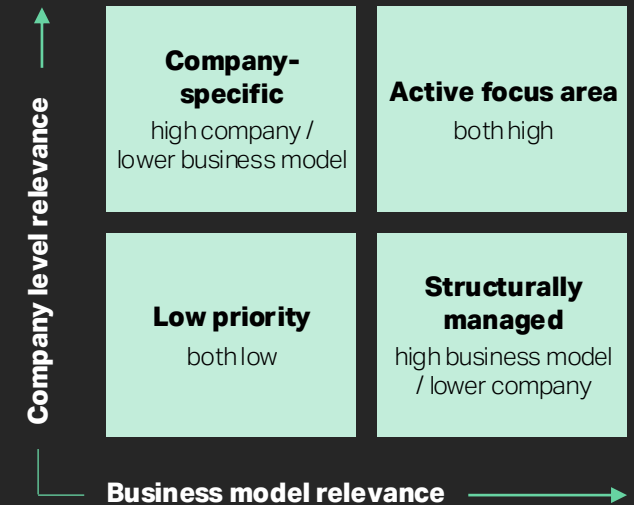 Company level relevance
Company-
specific
high company /
lower business model
Active focus area
both high
Low priority
both low
Structurally
managed
high business model
/ lower company
Business model relevance